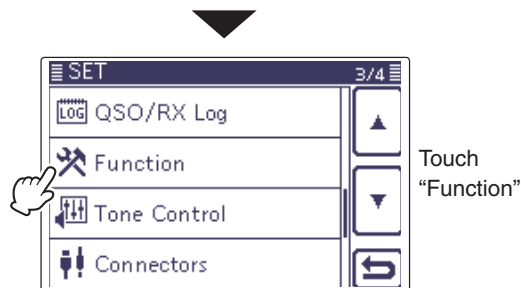 SET
3/4
LOG QSO/RX Log
Function
Tone Control
Connectors
Touch
“Function”